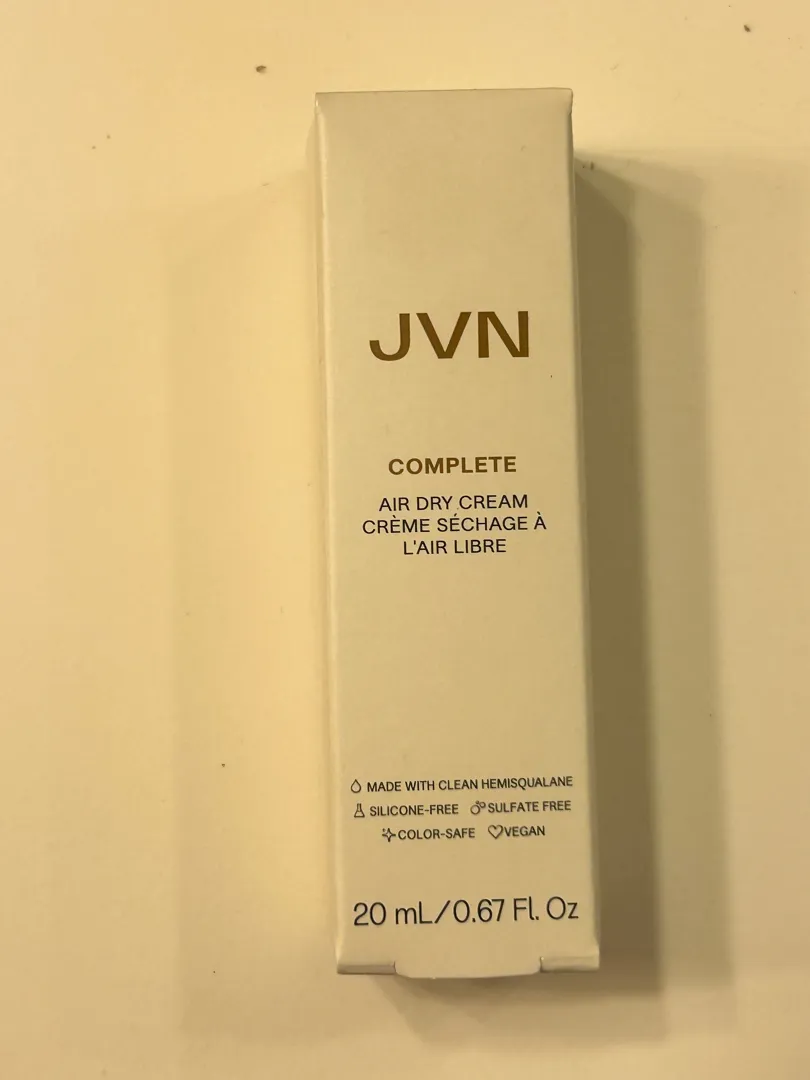 JVN
COMPLETE
AIR DRY CREAM
CRÈME SÉCHAGE À
L'AIR LIBRE
MADE WITH CLEAN HEMISQUALANE
SILICONE-FREE SULFATE FREE
COLOR-SAFE VEGAN
20 mL/0.67 Fl. Oz